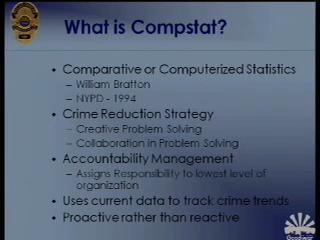 What is Compstat?
• Comparative or Computerized Statistics
– William Bratton
– NYPD - 1994
• Crime Reduction Strategy
– Creative Problem Solving
– Collaboration in Problem Solving
• Accountability Management
– Assigns Responsibility to lowest level of
organization
• Uses current data to track crime trends
• Proactive rather than reactive